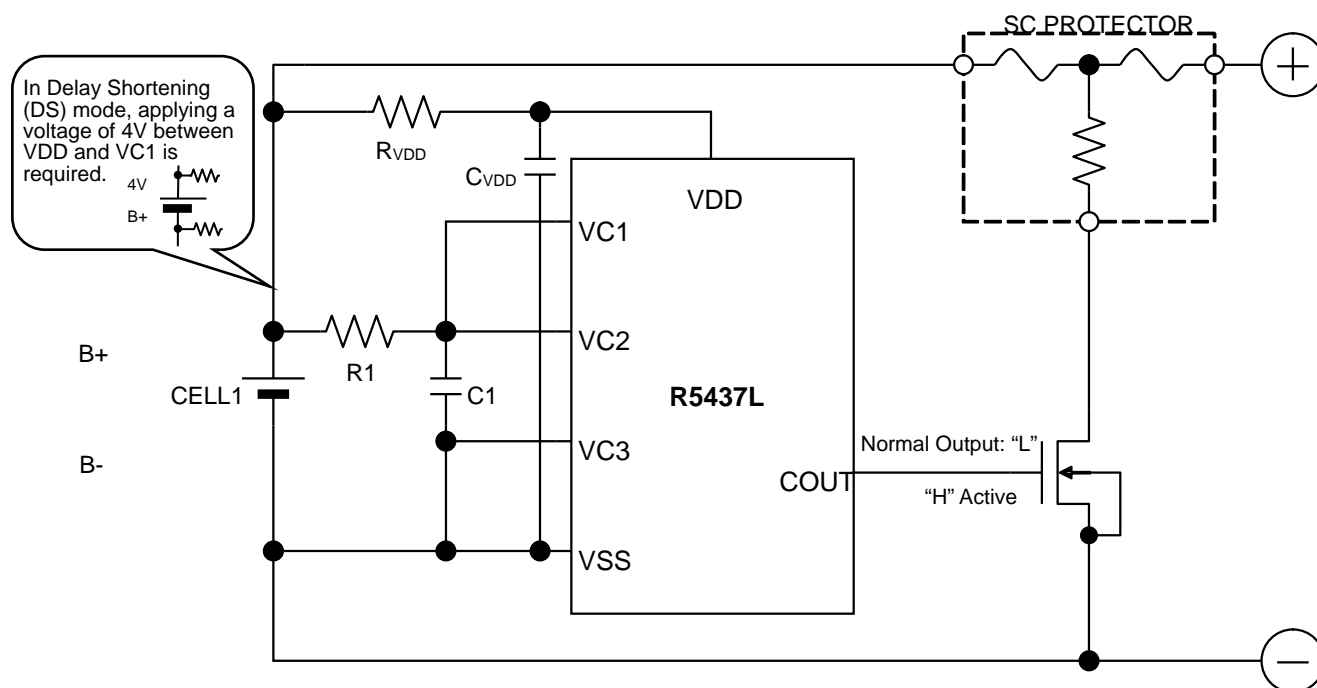 SC PROTECTOR
+
In Delay Shortening
(DS) mode, applying a
voltage of 4V between
VDD and VC1 is
required.
4V
B+
RVDD
CVDD
VDD
VC1
VC2
R1
B+
CELL1
C1
R5437L
VC3
B-
Normal Output: “L”
COUT
“H” Active
VSS
−